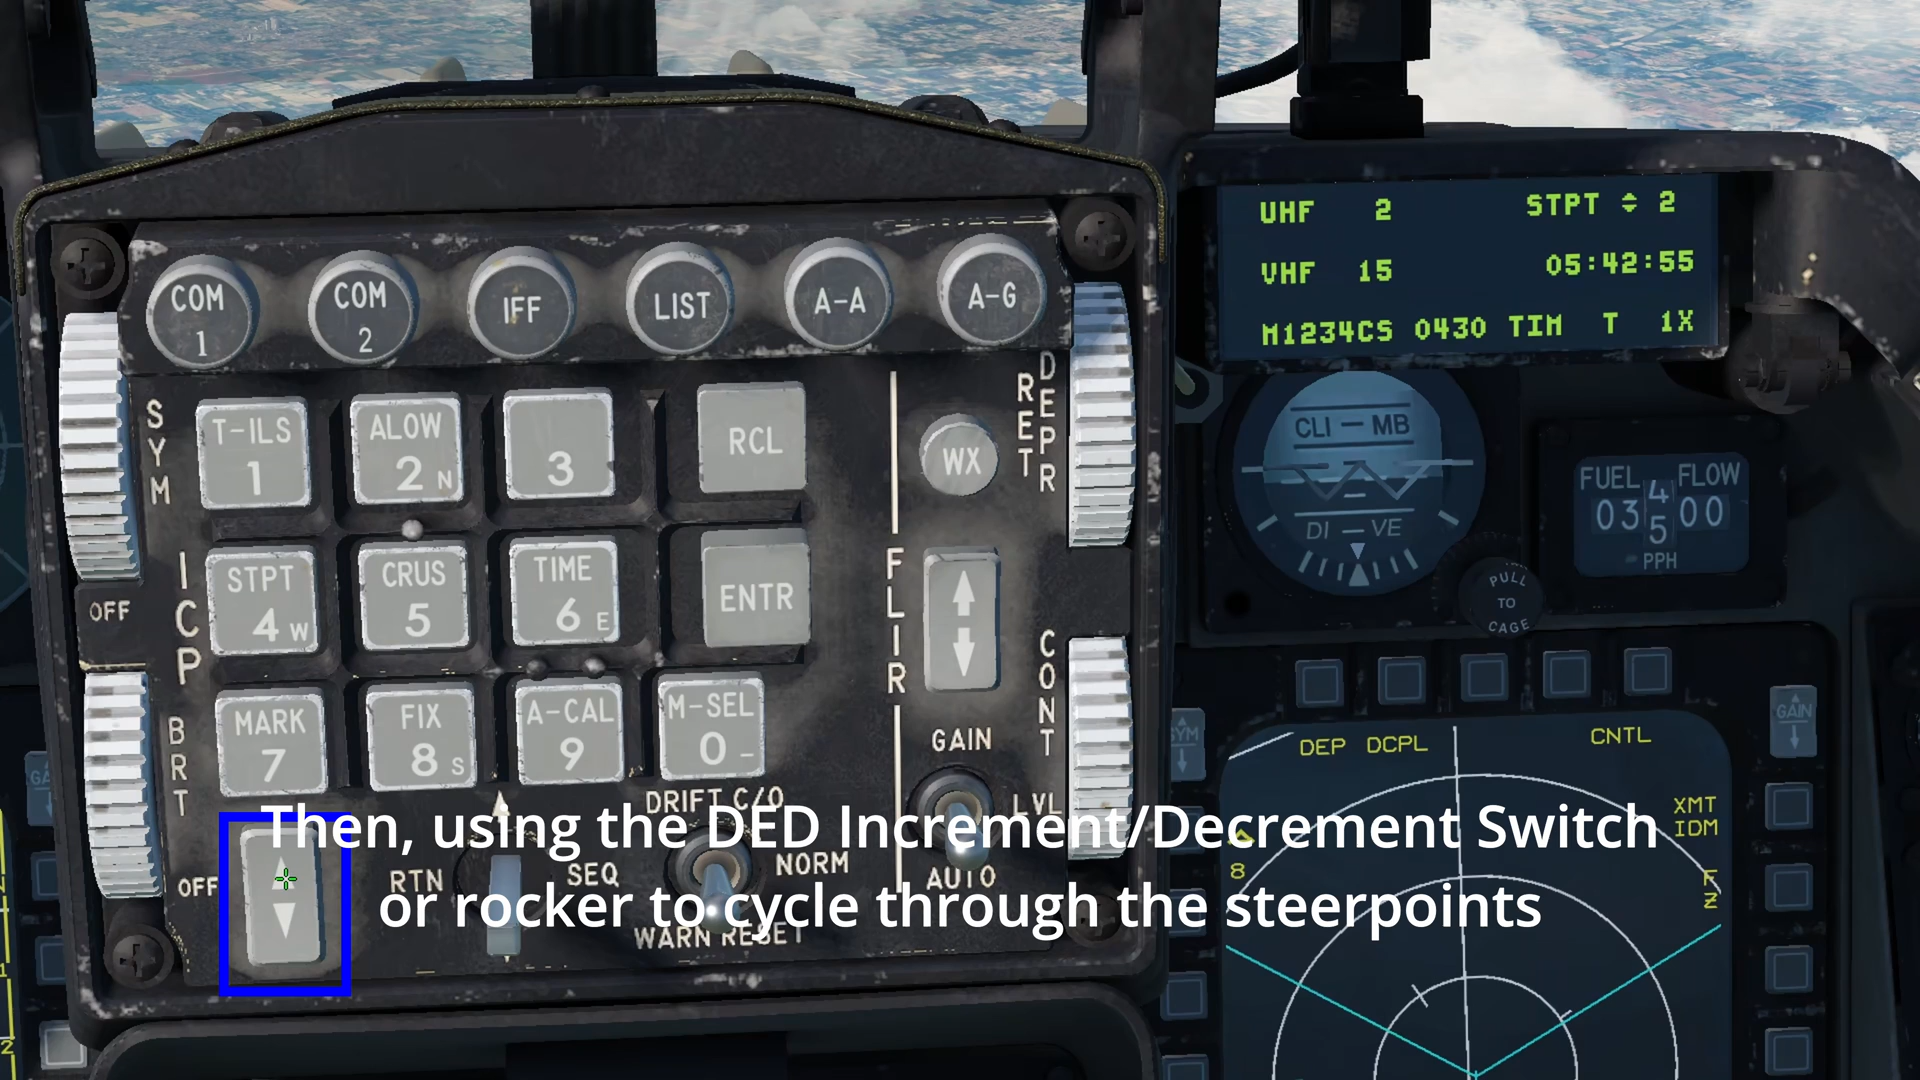 UHF 2 STPT 2
VHF 15 05:42:55
M1234CS 0430 TIM T 1X
COM 1
COM 2
IFF
LIST
A-A
A-G
SYM
RET
DEPR
T-ILS 1
ALOW 2 N
3
RCL
WX
ICP
OFF
STPT 4 W
CRUS 5
TIME 6 E
ENTR
FLIR
CONT
BRT
MARK 7
FIX 8 S
A-CAL 9
M-SEL 0 -
GAIN
LVL
AUTO
DRIFT C/O
NORM
WARN RESET
OFF
RTN
SEQ
CLI — MB
DI — VE
PULL TO CAGE
FUEL FLOW
03 4 5 00
PPH
SYM
GAIN
DEP DCPL CNTL
XMT
IDM
8
Then, using the DED Increment/Decrement Switch
or rocker to cycle through the steerpoints